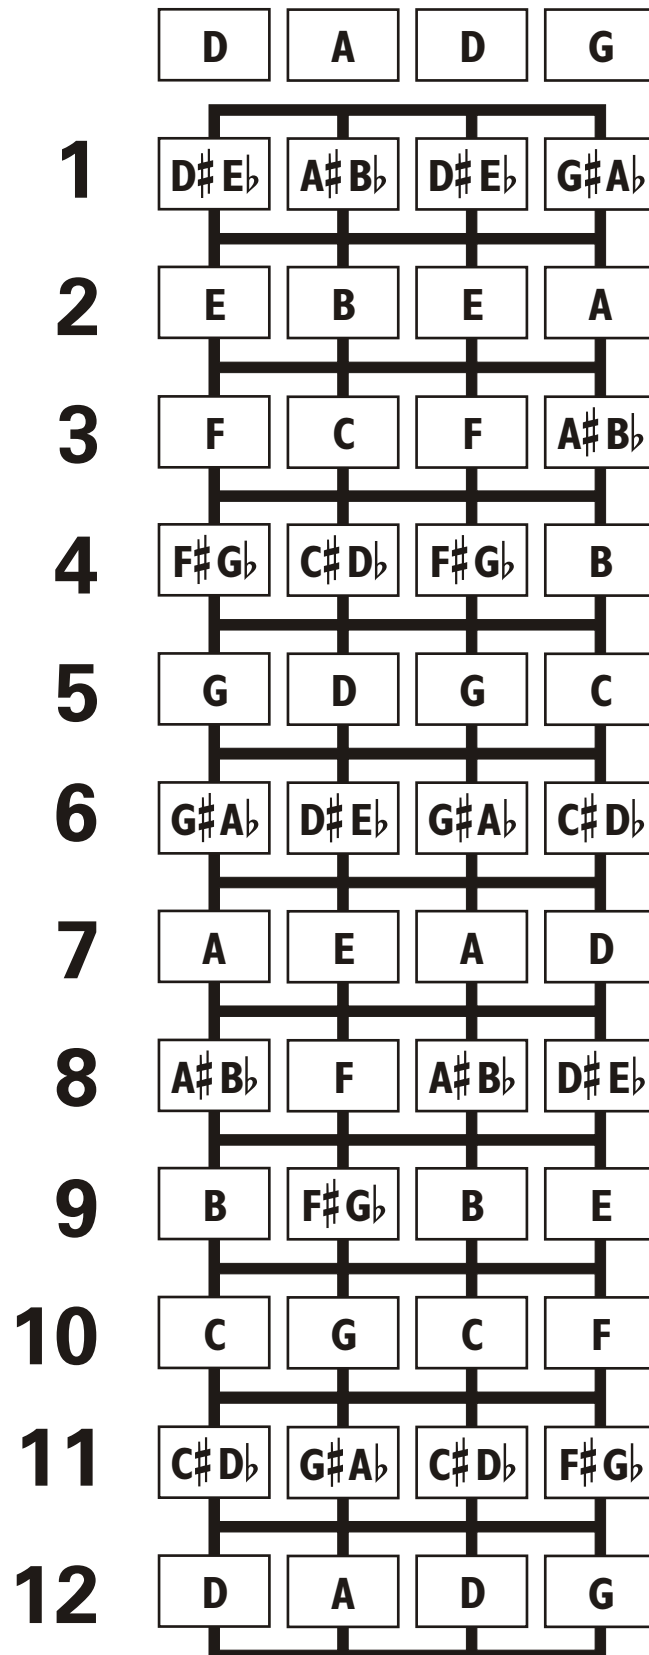 D A D G
1 D♯E♭ A♯B♭ D♯E♭ G♯A♭
2 E B E A
3 F C F A♯B♭
4 F♯G♭ C♯D♭ F♯G♭ B
5 G D G C
6 G♯A♭ D♯E♭ G♯A♭ C♯D♭
7 A E A D
8 A♯B♭ F A♯B♭ D♯E♭
9 B F♯G♭ B E
10 C G C F
11 C♯D♭ G♯A♭ C♯D♭ F♯G♭
12 D A D G